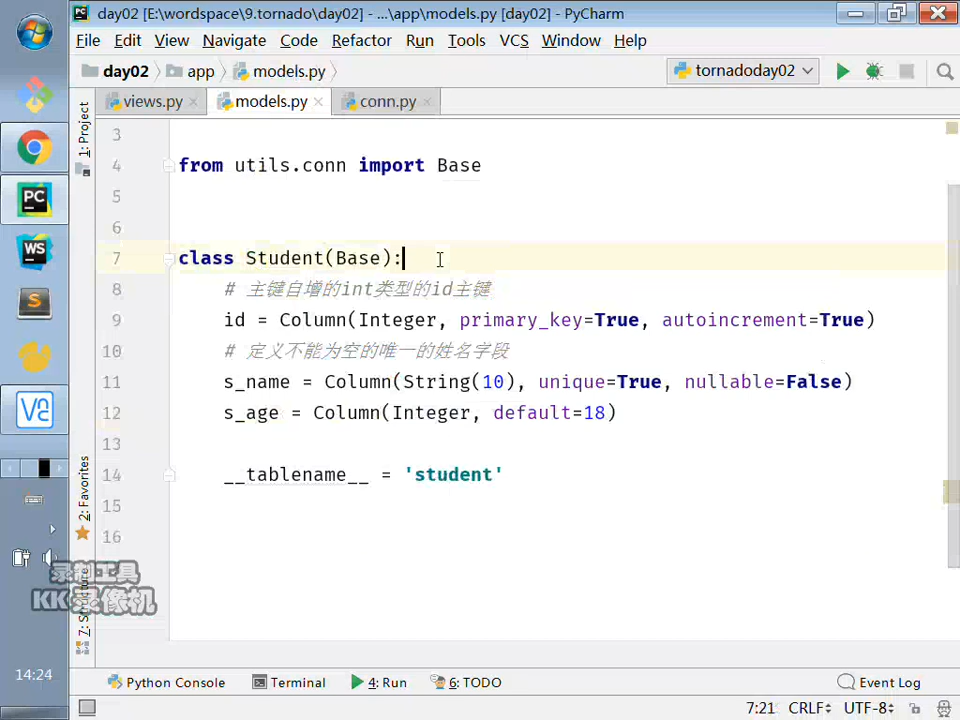 day02 [E:\wordspace\9.tornado\day02] - ...\app\models.py [day02] - PyCharm
File Edit View Navigate Code Refactor Run Tools VCS Window Help
day02 app models.py tornadoday02
views.py models.py conn.py
1: Project
3
4 from utils.conn import Base
5
6
7 class Student(Base):
8 # 主键自增的int类型的id主键
9 id = Column(Integer, primary_key=True, autoincrement=True)
10 # 定义不能为空的唯一的姓名字段
11 s_name = Column(String(10), unique=True, nullable=False)
12 s_age = Column(Integer, default=18)
13
14 __tablename__ = 'student'
15
16
2: Favorites
7: Structure
录制工具
KK录像机
14:24
Python Console Terminal 4: Run 6: TODO Event Log
7:21 CRLF UTF-8